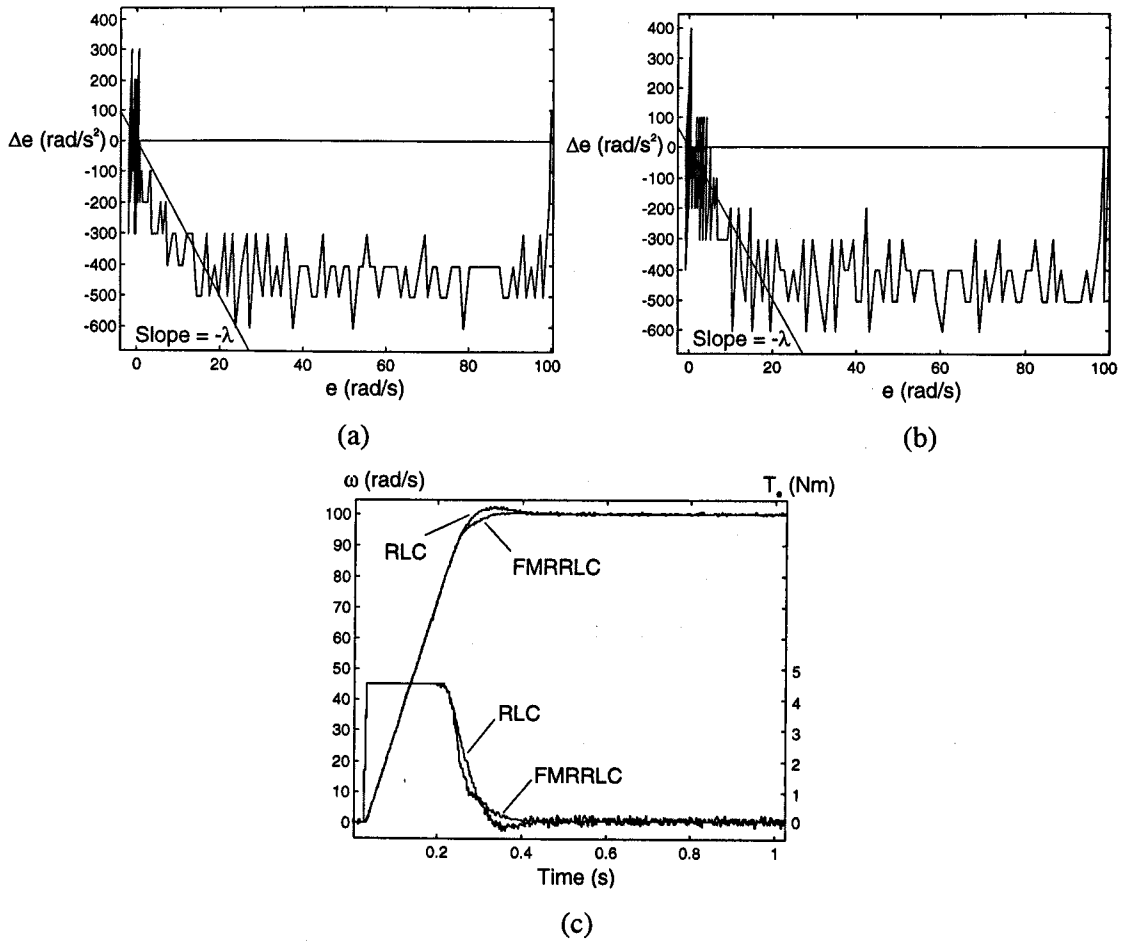 400
300
200
100
Δe (rad/s²) 0
-100
-200
-300
-400
-500
-600
Slope = -λ
0 20 40 60 80 100
e (rad/s)
(a)
400
300
200
100
Δe (rad/s²) 0
-100
-200
-300
-400
-500
-600
Slope = -λ
0 20 40 60 80 100
e (rad/s)
(b)
ω (rad/s)
Tₑ (Nm)
100
90
80
70
60
50
40
30
20
10
0
RLC
FMRRLC
RLC
FMRRLC
5
4
3
2
1
0
0.2 0.4 0.6 0.8 1
Time (s)
(c)